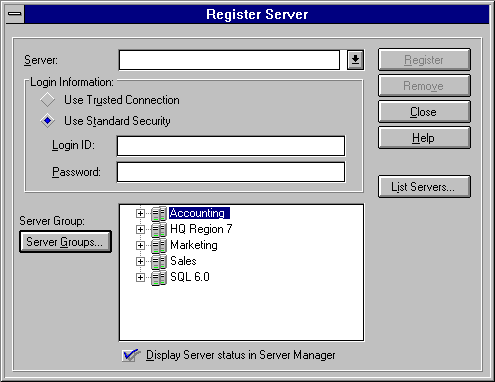 Register Server
Server:
Register
Login Information:
Remove
Use Trusted Connection
Close
Use Standard Security
Help
Login ID:
Password:
List Servers...
Server Group:
Accounting
Server Groups...
HQ Region 7
Marketing
Sales
SQL 6.0
Display Server status in Server Manager